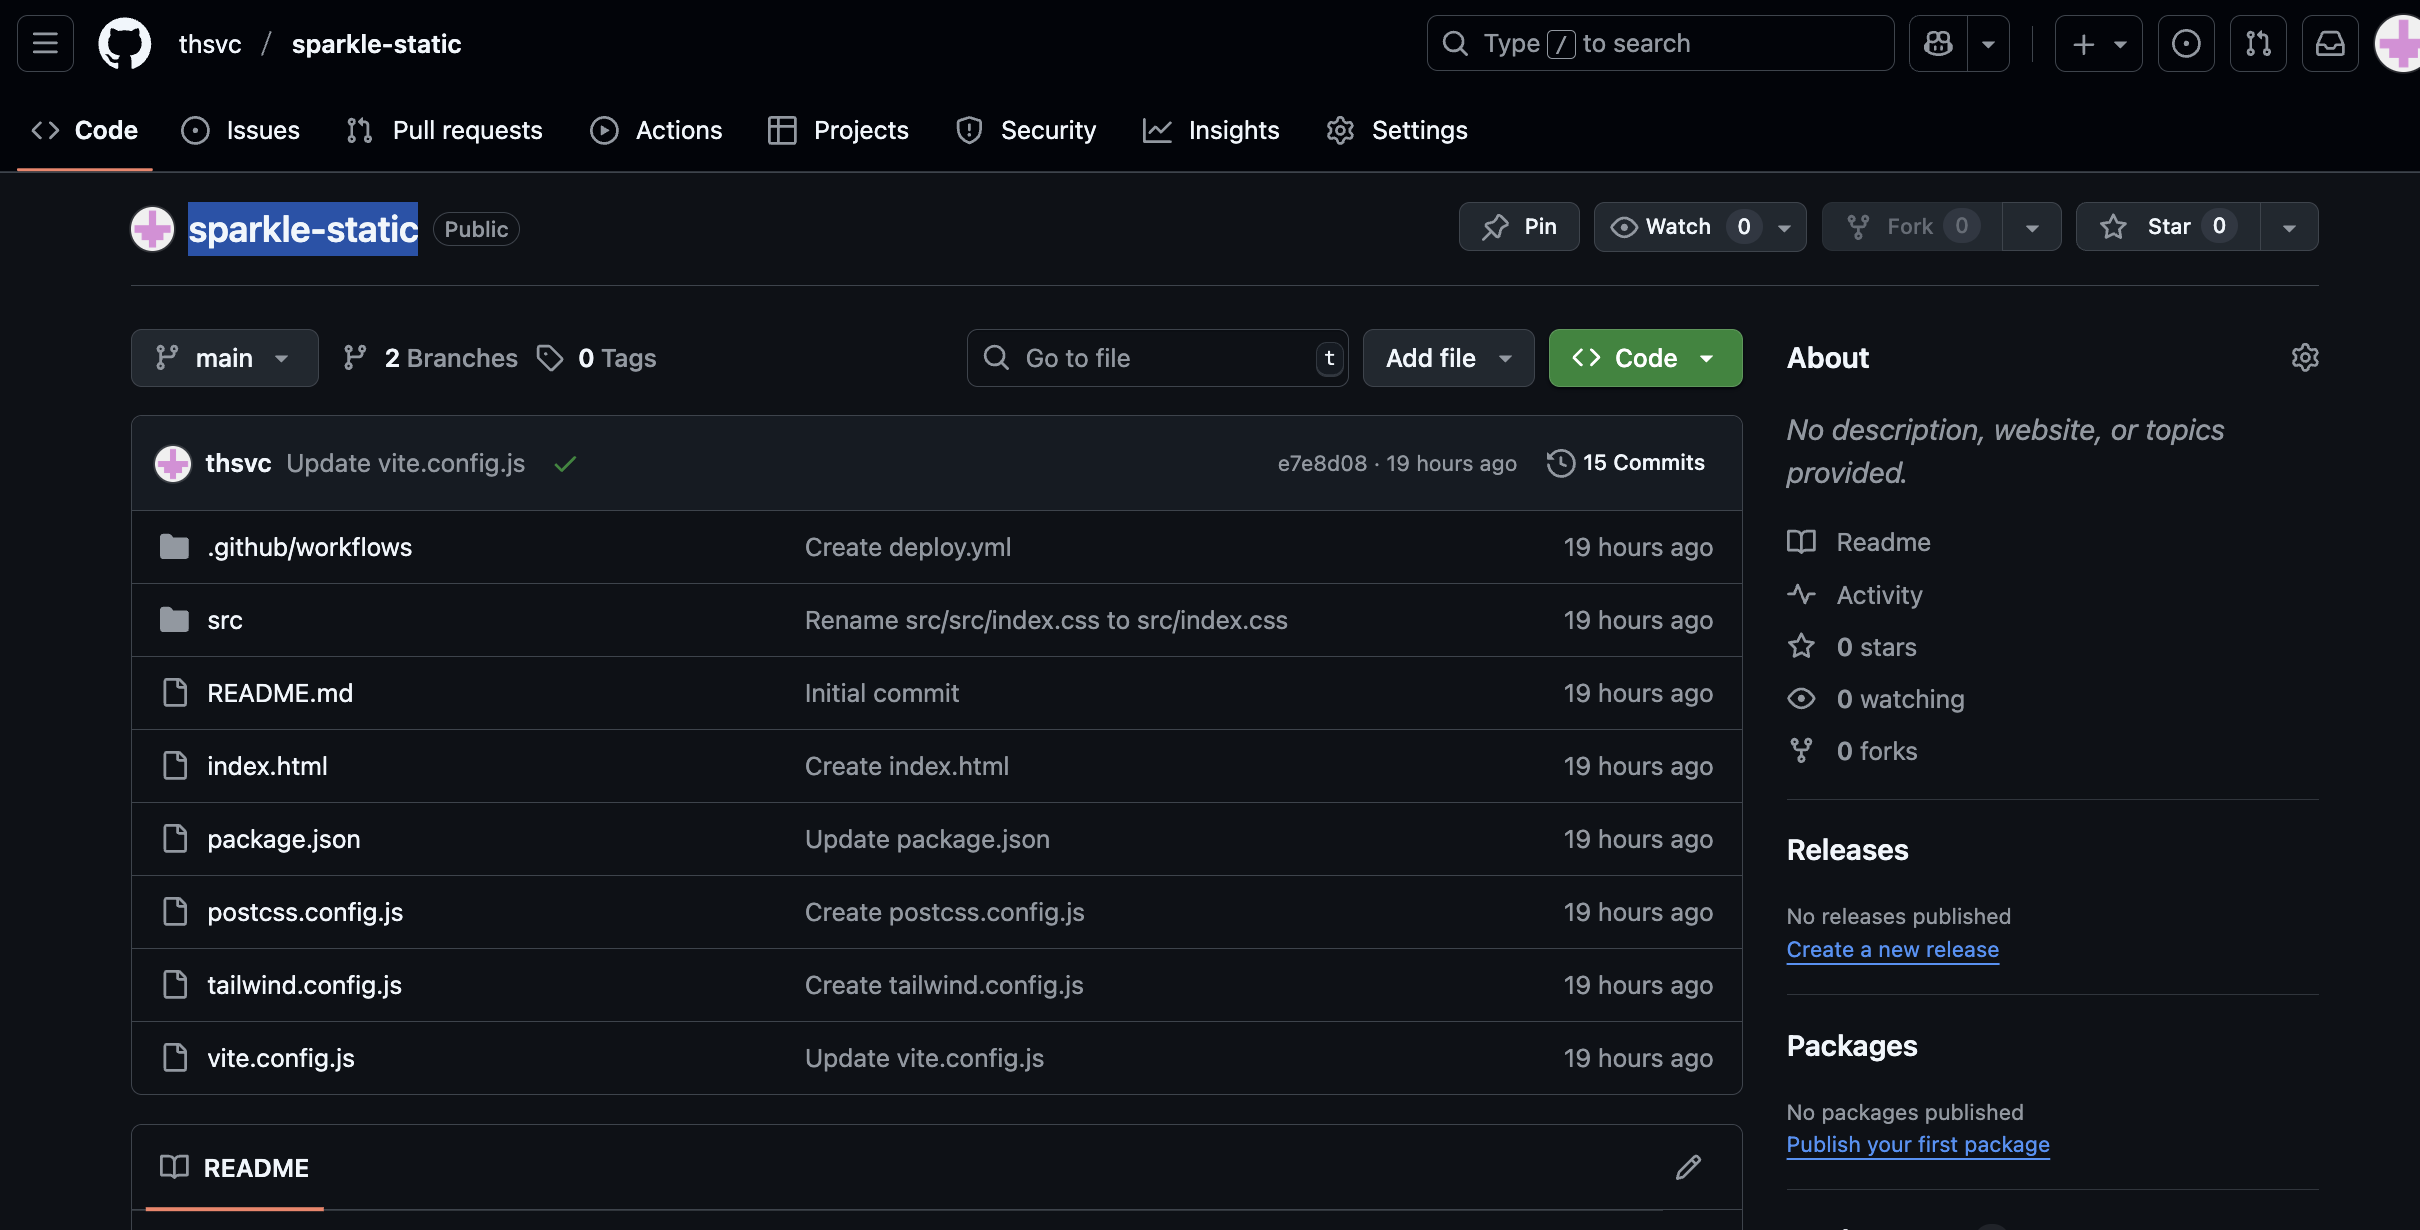 thsvc / sparkle-static
Type / to search
Code Issues Pull requests Actions Projects Security Insights Settings
sparkle-static Public
Pin Watch 0 Fork 0 Star 0
main 2 Branches 0 Tags
Go to file t Add file Code
thsvc Update vite.config.js e7e8d08 · 19 hours ago 15 Commits
.github/workflows Create deploy.yml 19 hours ago
src Rename src/src/index.css to src/index.css 19 hours ago
README.md Initial commit 19 hours ago
index.html Create index.html 19 hours ago
package.json Update package.json 19 hours ago
postcss.config.js Create postcss.config.js 19 hours ago
tailwind.config.js Create tailwind.config.js 19 hours ago
vite.config.js Update vite.config.js 19 hours ago
README
About
No description, website, or topics
provided.
Readme
Activity
0 stars
0 watching
0 forks
Releases
No releases published
Create a new release
Packages
No packages published
Publish your first package